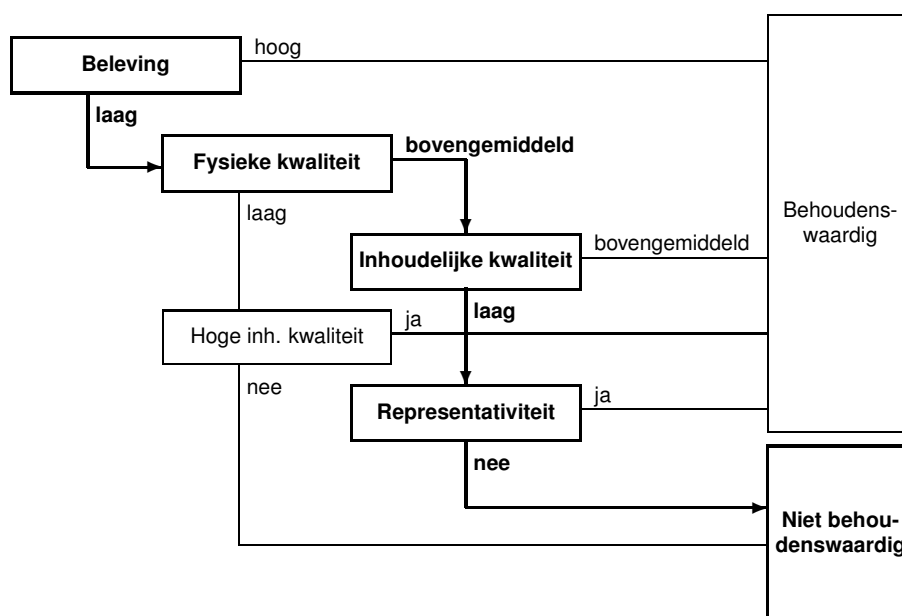 hoog
Beleving
laag
bovengemiddeld
Fysieke kwaliteit
laag
Behoudens-
waardig
bovengemiddeld
Inhoudelijke kwaliteit
laag
ja
Hoge inh. kwaliteit
nee
ja
Representativiteit
nee
Niet behou-
denswaardig